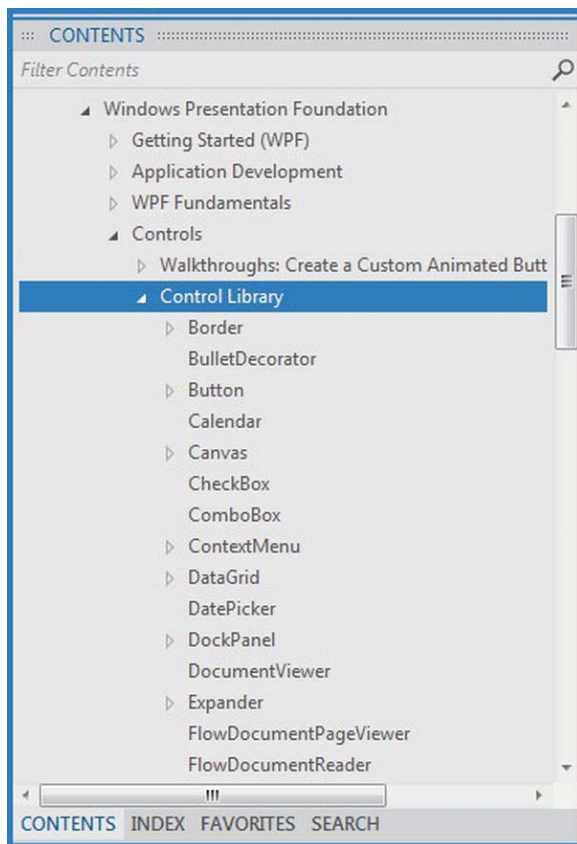 CONTENTS
Filter Contents
Windows Presentation Foundation
Getting Started (WPF)
Application Development
WPF Fundamentals
Controls
Walkthroughs: Create a Custom Animated Butt
Control Library
Border
BulletDecorator
Button
Calendar
Canvas
CheckBox
ComboBox
ContextMenu
DataGrid
DatePicker
DockPanel
DocumentViewer
Expander
FlowDocumentPageViewer
FlowDocumentReader
CONTENTS INDEX FAVORITES SEARCH